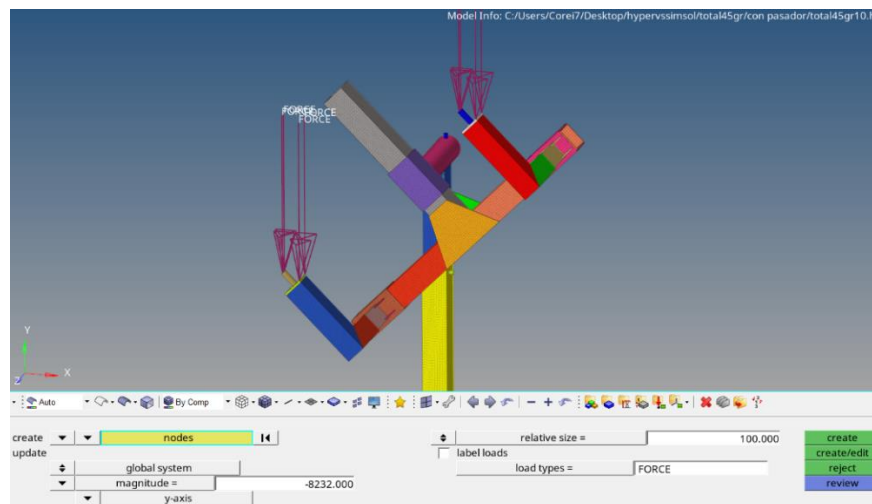 Model Info: C:/Users/Corei7/Desktop/hypervssimsol/total45gr/con pasador/total45gr10.h
FORCE
FORCE
FORCE
FORCE
Y
X
Z
Auto
By Comp
create
nodes
relative size =
100.000
create
update
label loads
create/edit
global system
load types =
FORCE
reject
magnitude =
-8232.000
review
y-axis